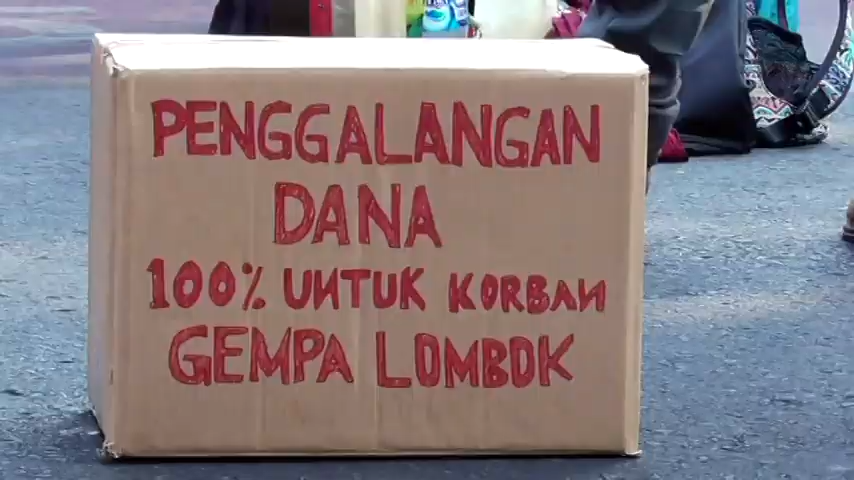 PENGGALANGAN
DANA
100% UNTUK KORBAN
GEMPA LOMBOK